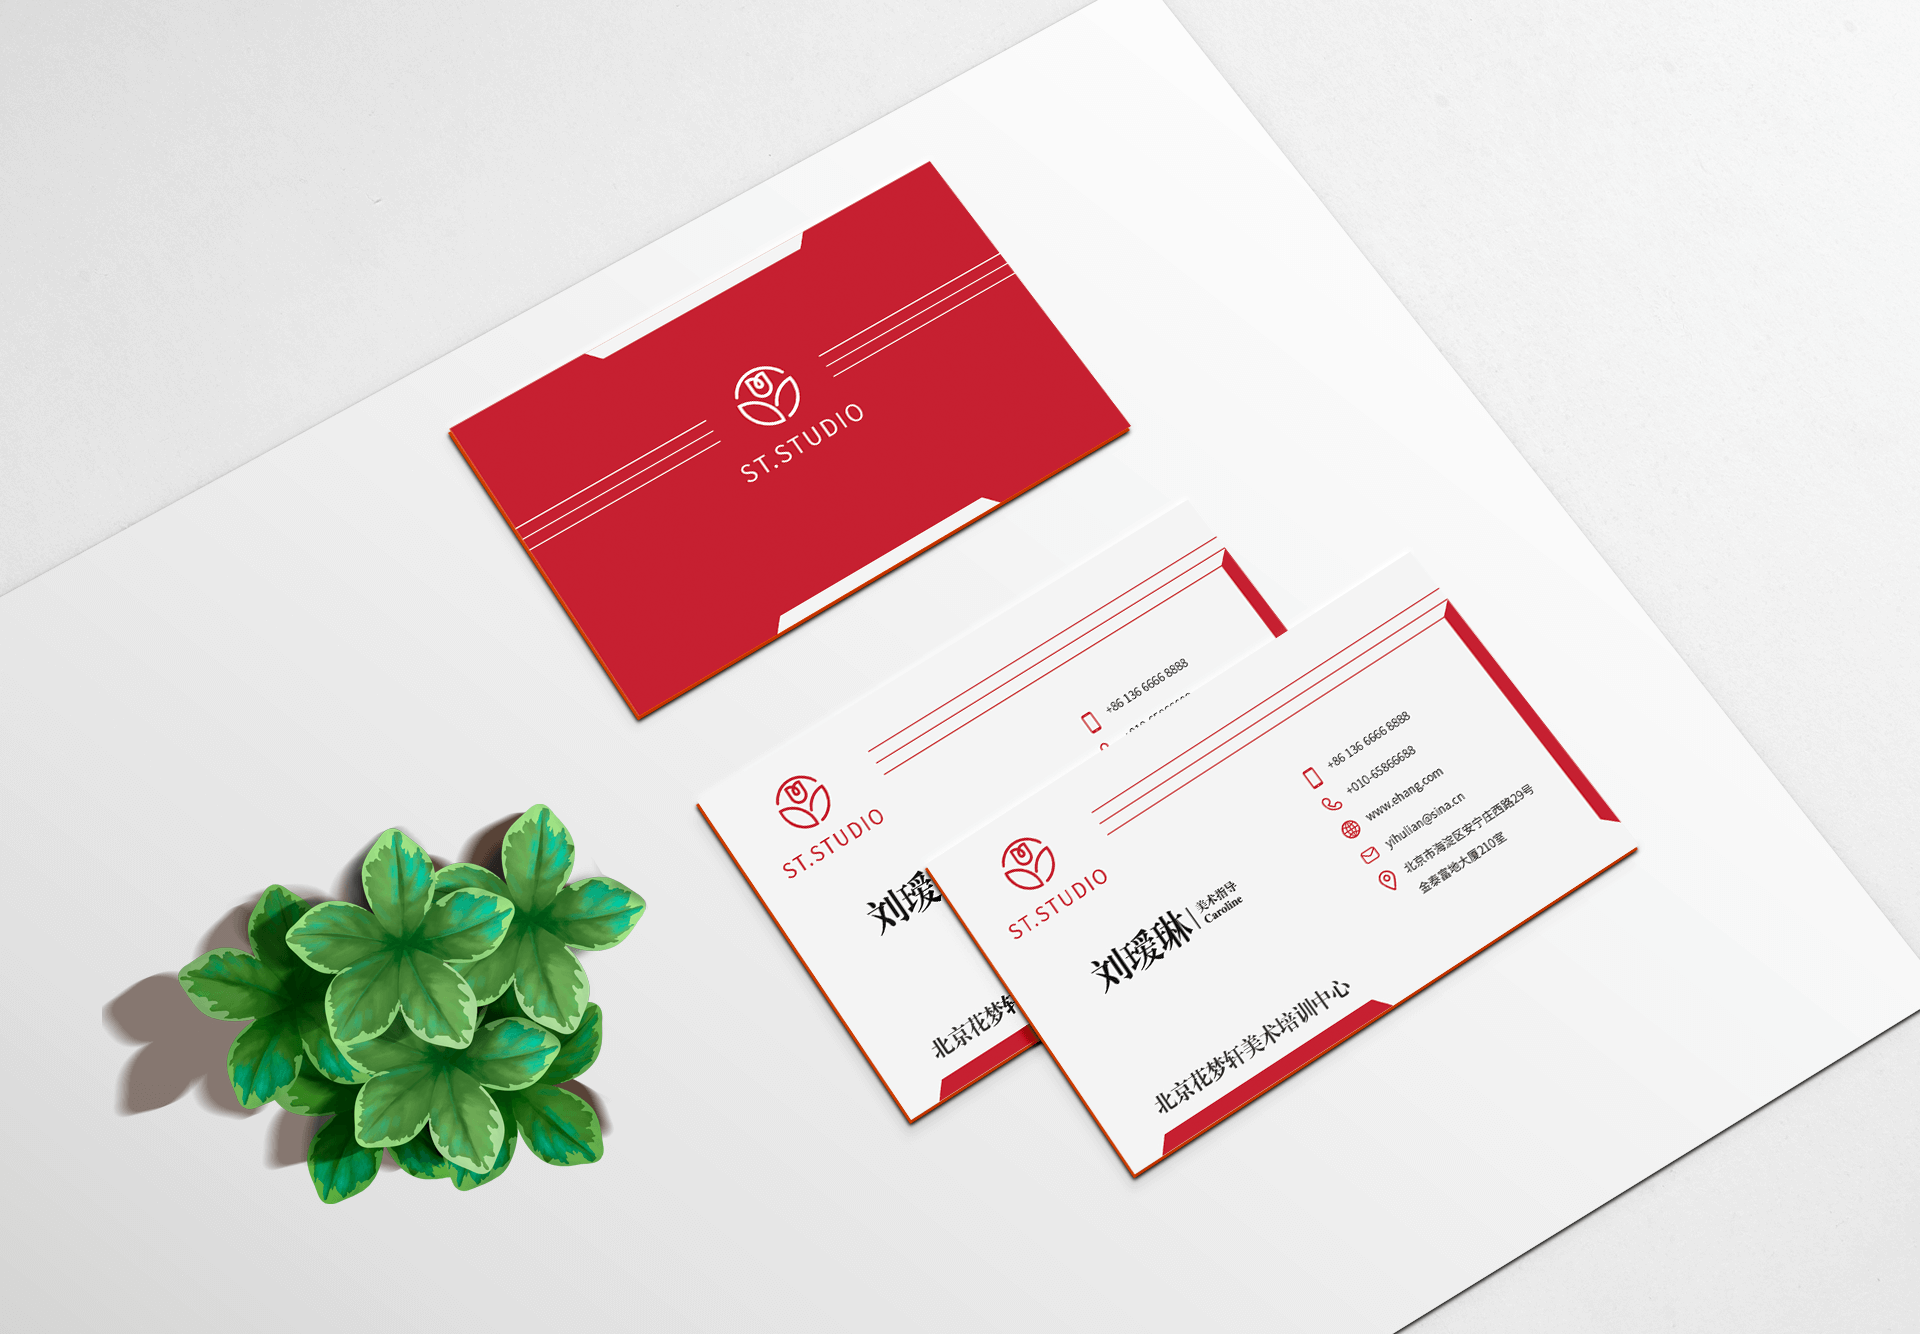 ST.STUDIO
+86 136 6666 8888
ST.STUDIO
刘瑷
北京花梦轩
+86 136 6666 8888
+010-65866688
www.ehang.com
yihulian@sina.cn
北京市海淀区安宁庄西路29号
金泰富地大厦210室
ST.STUDIO
刘瑷琳
美术指导
Caroline
北京花梦轩美术培训中心